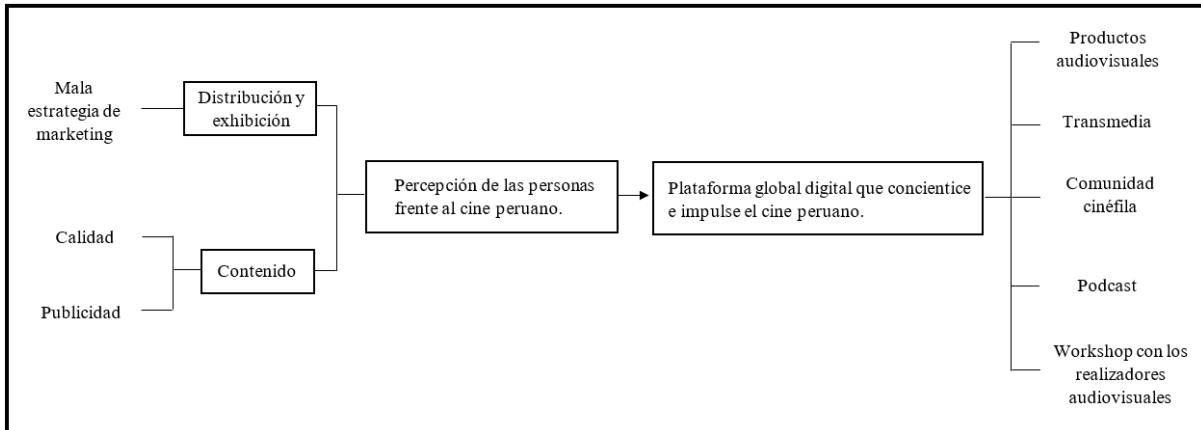 Mala
estrategia de
marketing
Distribución y
exhibición
Calidad
Publicidad
Contenido
Percepción de las personas
frente al cine peruano.
Plataforma global digital que concientice
e impulse el cine peruano.
Productos
audiovisuales
Transmedia
Comunidad
cinéfila
Podcast
Workshop con los
realizadores
audiovisuales